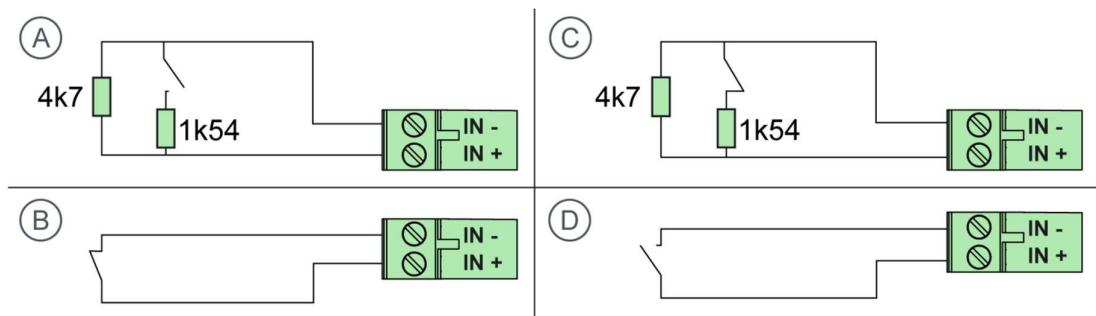 A
4k7
1k54
IN -
IN +
C
4k7
1k54
IN -
IN +
B
IN -
IN +
D
IN -
IN +